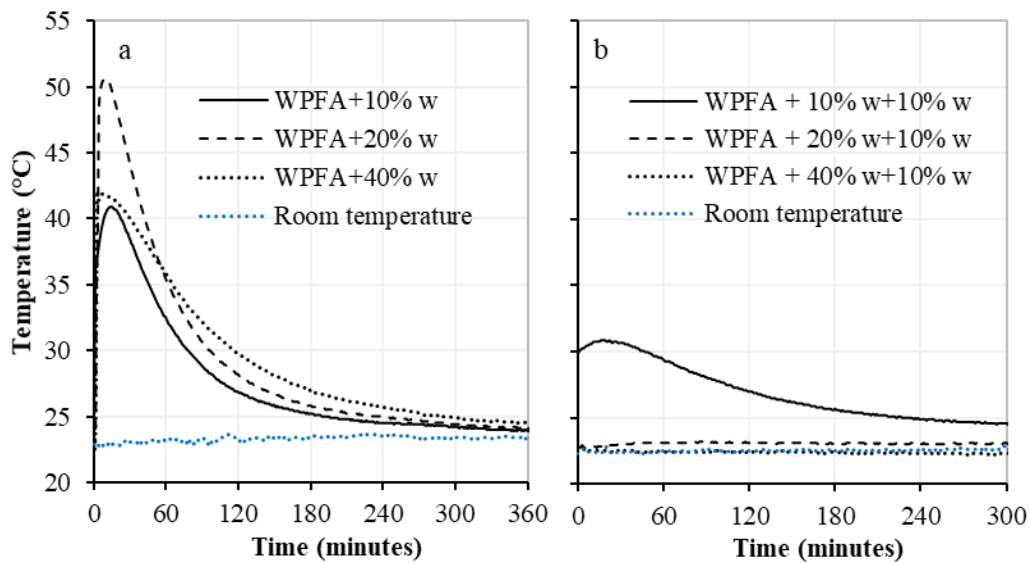 a
WPFA+10% w
WPFA+20% w
WPFA+40% w
Room temperature
55
50
45
40
35
30
25
20
Temperature (°C)
0 60 120 180 240 300 360
Time (minutes)
b
WPFA + 10% w+10% w
WPFA + 20% w+10% w
WPFA + 40% w+10% w
Room temperature
0 60 120 180 240 300
Time (minutes)